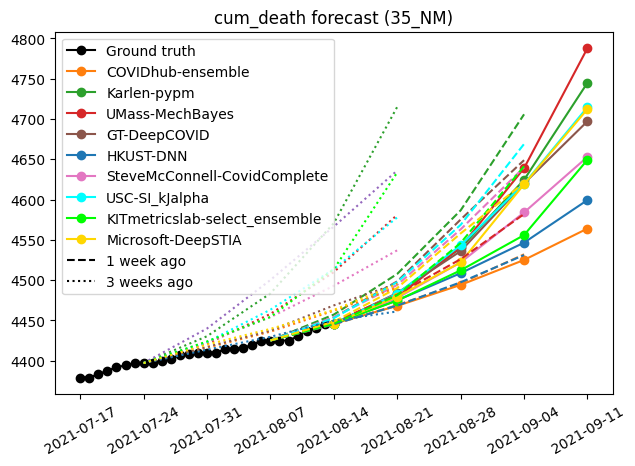 cum_death forecast (35_NM)
Ground truth
COVIDhub-ensemble
Karlen-pypm
UMass-MechBayes
GT-DeepCOVID
HKUST-DNN
SteveMcConnell-CovidComplete
USC-SI_kJalpha
KITmetricslab-select_ensemble
Microsoft-DeepSTIA
1 week ago
3 weeks ago
4800
4750
4700
4650
4600
4550
4500
4450
4400
2021-07-17
2021-07-24
2021-07-31
2021-08-07
2021-08-14
2021-08-21
2021-08-28
2021-09-04
2021-09-11